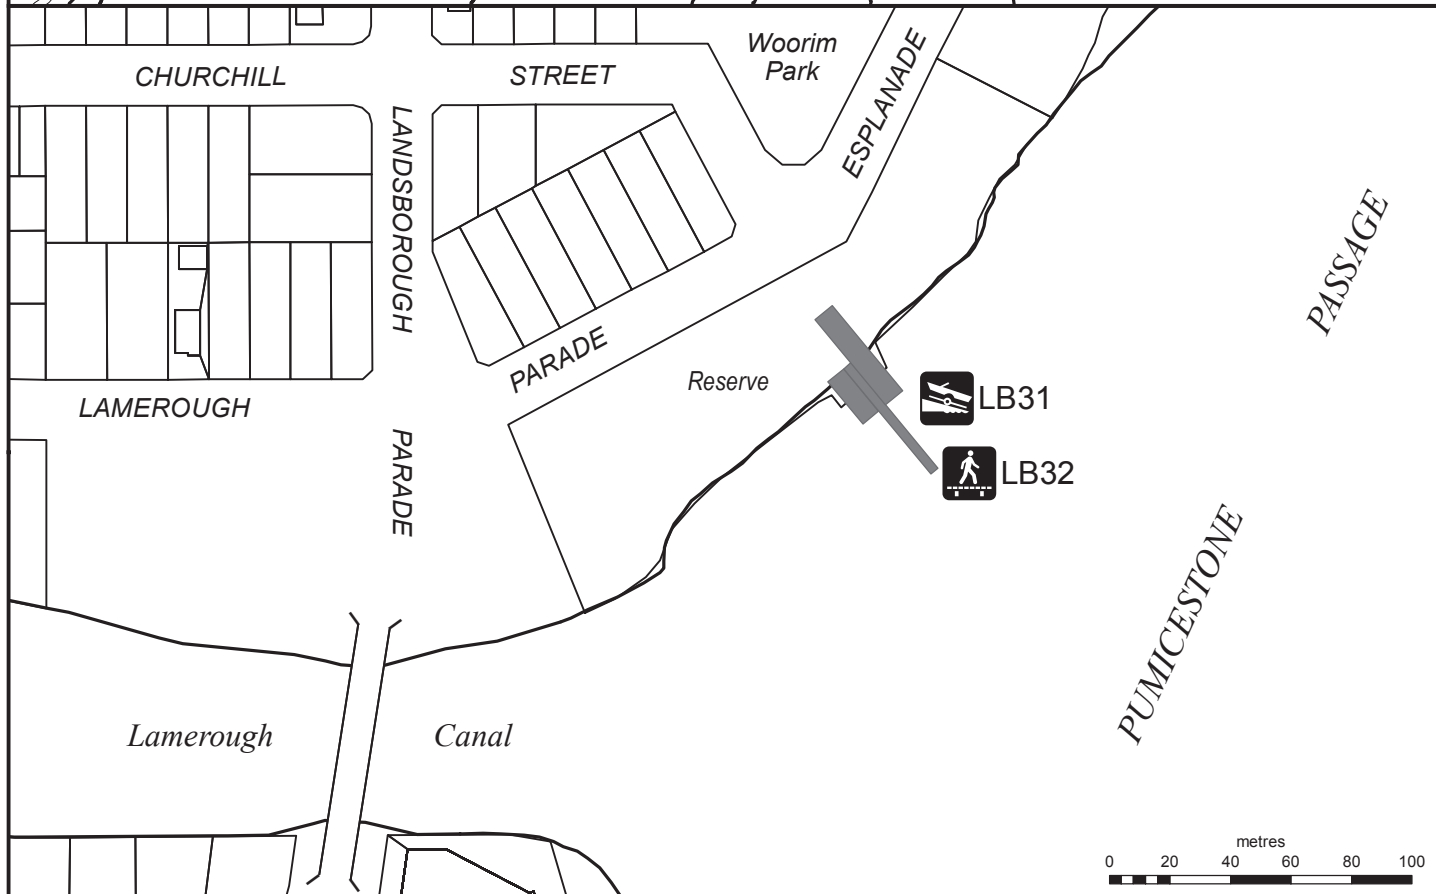 Woorim
Park
CHURCHILL STREET
ESPLANADE
LANDSBOROUGH
PASSAGE
PARADE
Reserve
LB31
LAMEROUGH
PARADE
LB32
PUMICESTONE
Lamerough Canal
metres
0 20 40 60 80 100